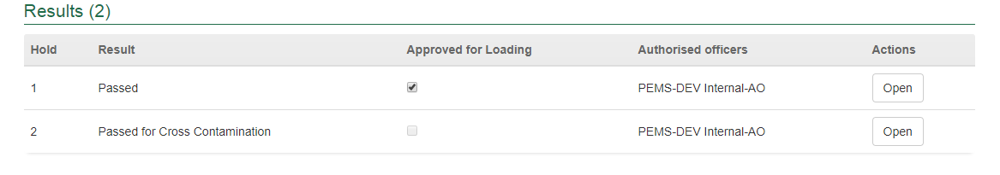 Results (2)
Hold Result Approved for Loading Authorised officers Actions
1 Passed PEMS-DEV Internal-AO Open
2 Passed for Cross Contamination PEMS-DEV Internal-AO Open